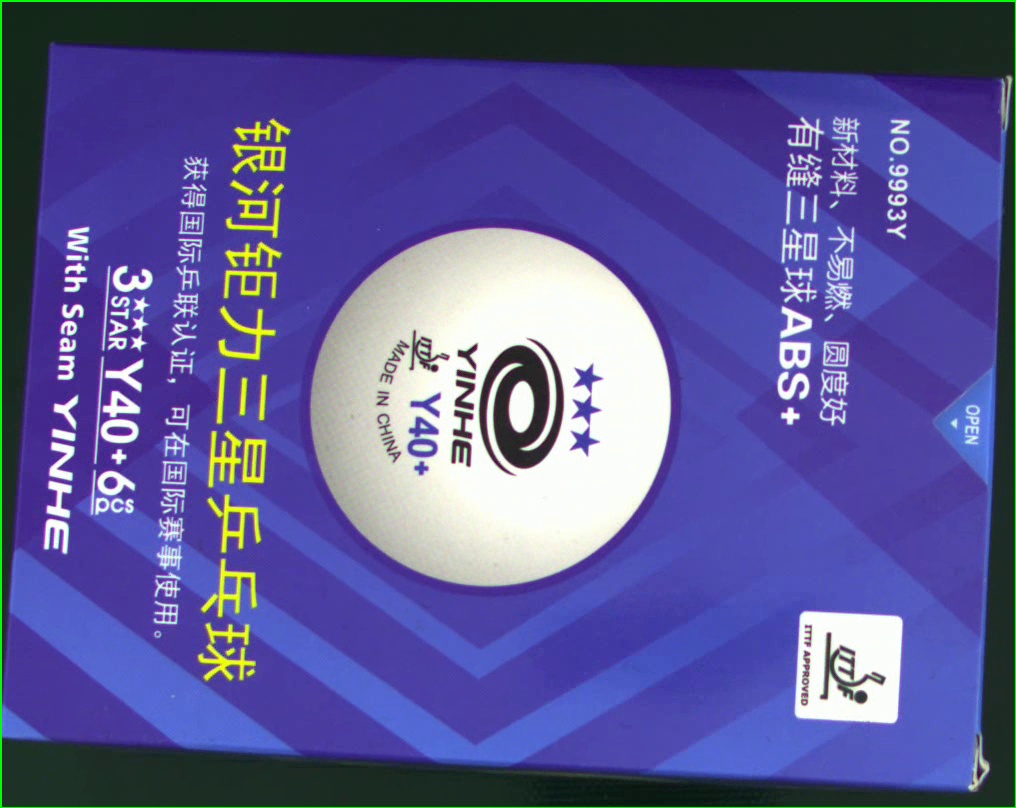 NO.9993Y
新材料、不易燃、圆度好
有缝三星球ABS+
OPEN
ITTF
ITTF APPROVED
YINHE
Y40+
ITTF
MADE IN CHINA
银河钜力三星乒乓球
获得国际乒联认证，可在国际赛事使用。
3 STAR Y40+ 6PCS
With Seam YINHE